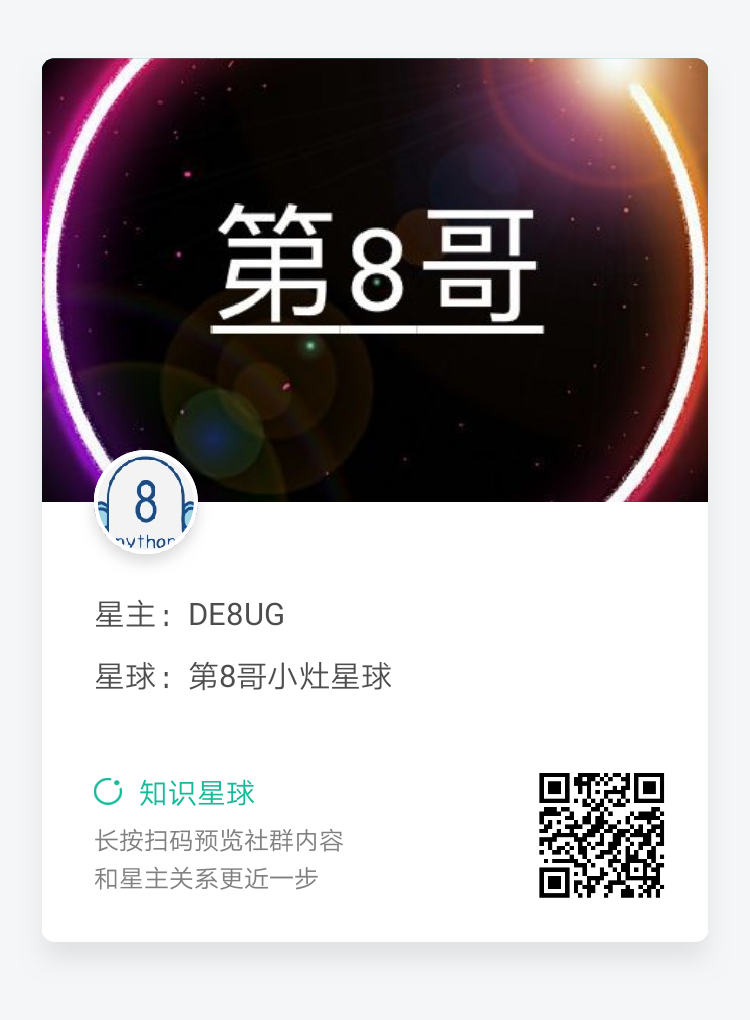 第8哥
8
python
星主: DE8UG
星球: 第8哥小灶星球
知识星球
长按扫码预览社群内容
和星主关系更近一步